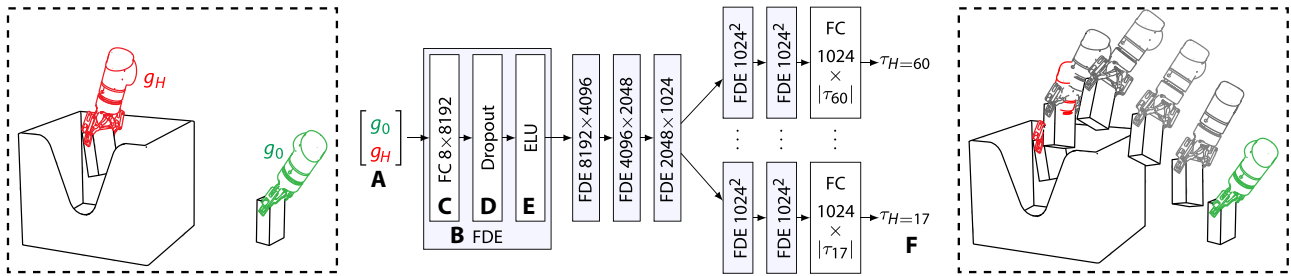 g_H
g_0
[g_0
g_H]
A
FC 8×8192
C
Dropout
D
ELU
E
B FDE
FDE 8192×4096
FDE 4096×2048
FDE 2048×1024
FDE 1024²
FDE 1024²
FC
1024
×
|τ_60|
τ_H=60
⋮
⋮
⋮
FDE 1024²
FDE 1024²
FC
1024
×
|τ_17|
τ_H=17
F